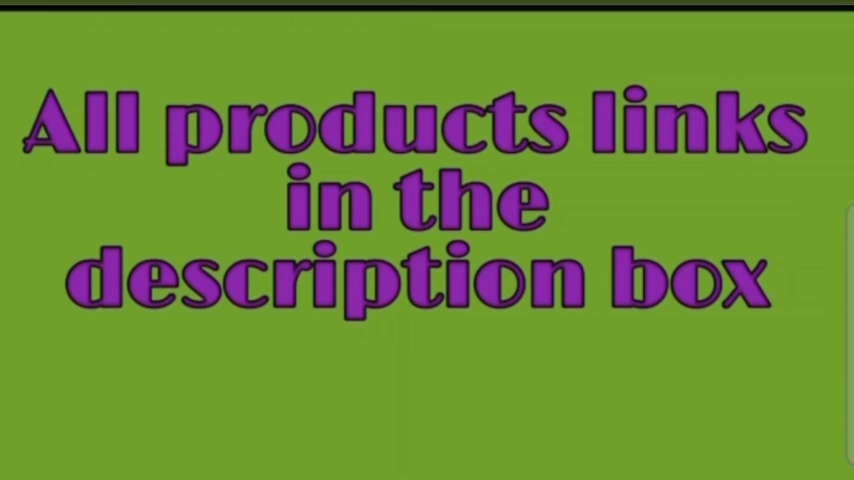 All products links
in the
description box